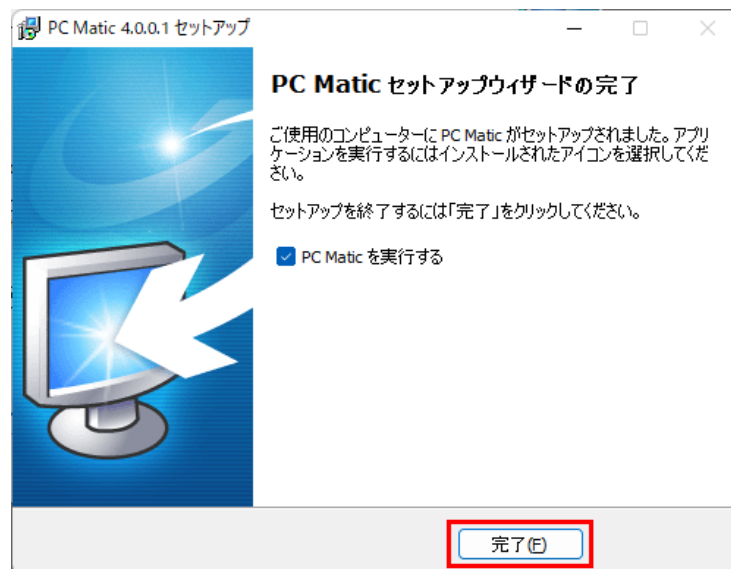 PC Matic 4.0.0.1 セットアップ
PC Matic セットアップウィザードの完了
ご使用のコンピューターに PC Matic がセットアップされました。アプリ
ケーションを実行するにはインストールされたアイコンを選択してくだ
さい。
セットアップを終了するには「完了」をクリックしてください。
PC Matic を実行する
完了(F)